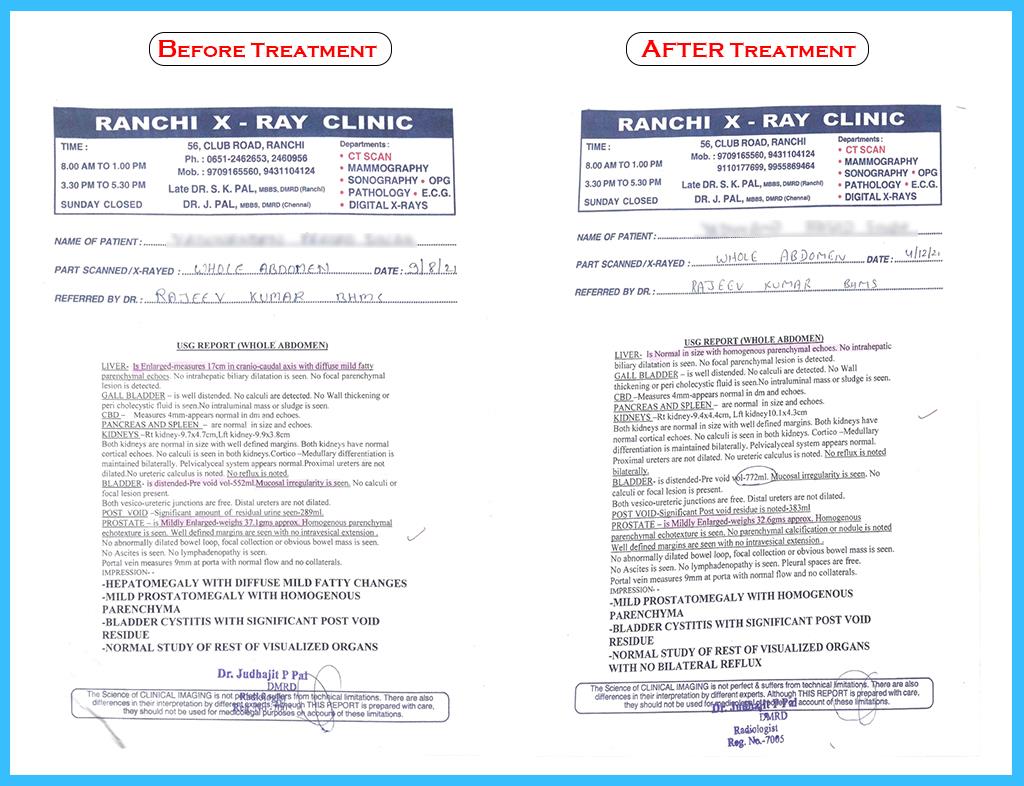 BEFORE TREATMENT
RANCHI X - RAY CLINIC
TIME :
8.00 AM TO 1.00 PM
3.30 PM TO 5.30 PM
SUNDAY CLOSED
56, CLUB ROAD, RANCHI
Ph. : 0651-2462653, 2460956
Mob. : 9709165560, 9431104124
Late DR. S. K. PAL, MBBS, DMRD (Ranchi)
DR. J. PAL, MBBS, DMRD (Chennai)
Departments :
• CT SCAN
• MAMMOGRAPHY
• SONOGRAPHY • OPG
• PATHOLOGY • E.C.G.
• DIGITAL X-RAYS
NAME OF PATIENT :
PART SCANNED/X-RAYED : WHOLE ABDOMEN DATE : 9/8/21
REFERRED BY DR. : RAJEEV KUMAR BHMS
USG REPORT (WHOLE ABDOMEN)
LIVER- Is Enlarged-measures 17cm in cranio-caudal axis with diffuse mild fatty
parenchymal echoes. No intrahepatic biliary dilatation is seen. No focal parenchymal
lesion is detected.
GALL BLADDER – is well distended. No calculi are detected. No Wall thickening or
peri cholecystic fluid is seen.No intraluminal mass or sludge is seen.
CBD – Measures 4mm-appears normal in dm and echoes.
PANCREAS AND SPLEEN – are normal in size and echoes.
KIDNEYS –Rt kidney-9.7x4.7cm,Lft kidney-9.9x3.8cm
Both kidneys are normal in size with well defined margins. Both kidneys have normal
cortical echoes. No calculi is seen in both kidneys.Cortico –Medullary differentiation is
maintained bilaterally. Pelvicalyceal system appears normal.Proximal ureters are not
dilated.No ureteric calculus is noted. No reflux is noted.
BLADDER- is distended-Pre void vol-552ml.Mucosal irregularity is seen. No calculi or
focal lesion present.
Both vesico-ureteric junctions are free. Distal ureters are not dilated.
POST VOID –Significant amount of residual urine seen-289ml.
PROSTATE – is Mildly Enlarged-weighs 37.1gms approx. Homogenous parenchymal
echotexture is seen. Well defined margins are seen with no intravesical extension .
No abnormally dilated bowel loop, focal collection or obvious bowel mass is seen.
No Ascites is seen. No lymphadenopathy is seen.
Portal vein measures 9mm at porta with normal flow and no collaterals.
IMPRESSION- -
-HEPATOMEGALY WITH DIFFUSE MILD FATTY CHANGES
-MILD PROSTATOMEGALY WITH HOMOGENOUS
PARENCHYMA
-BLADDER CYSTITIS WITH SIGNIFICANT POST VOID
RESIDUE
-NORMAL STUDY OF REST OF VISUALIZED ORGANS
Dr. Judhajit P Pal
DMRD
Radiologist
The Science of CLINICAL IMAGING is not perfect & suffers from technical limitations. There are also
differences in their interpretation by different experts. Although THIS REPORT is prepared with care,
they should not be used for medicolegal purposes on account of these limitations.
AFTER TREATMENT
RANCHI X - RAY CLINIC
TIME :
8.00 AM TO 1.00 PM
3.30 PM TO 5.30 PM
SUNDAY CLOSED
56, CLUB ROAD, RANCHI
Mob. : 9709165560, 9431104124
9110177699, 9955869464
Late DR. S. K. PAL, MBBS, DMRD (Ranchi)
DR. J. PAL, MBBS, DMRD (Chennai)
Departments :
• CT SCAN
• MAMMOGRAPHY
• SONOGRAPHY • OPG
• PATHOLOGY • E.C.G.
• DIGITAL X-RAYS
NAME OF PATIENT :
PART SCANNED/X-RAYED : WHOLE ABDOMEN DATE : 4/12/21
REFERRED BY DR. : RAJEEV KUMAR BHMS
USG REPORT (WHOLE ABDOMEN)
LIVER- Is Normal in size with homogenous parenchymal echoes. No intrahepatic
biliary dilatation is seen. No focal parenchymal lesion is detected.
GALL BLADDER – is well distended. No calculi are detected. No Wall
thickening or peri cholecystic fluid is seen.No intraluminal mass or sludge is seen.
CBD –Measures 4mm-appears normal in dm and echoes.
PANCREAS AND SPLEEN – are normal in size and echoes.
KIDNEYS-Rt kidney-9.4x4.4cm, Lft kidney10.1x4.3cm
Both kidneys are normal in size with well defined margins. Both kidneys have
normal cortical echoes. No calculi is seen in both kidneys. Cortico –Medullary
differentiation is maintained bilaterally. Pelvicalyceal system appears normal.
Proximal ureters are not dilated. No ureteric calculus is noted. No reflux is noted
bilaterally.
BLADDER- is distended-Pre void vol-772ml. Mucosal irregularity is seen. No
calculi or focal lesion is present.
Both vesico-ureteric junctions are free. Distal ureters are not dilated.
POST VOID-Significant Post void residue is noted-383ml
PROSTATE – is Mildly Enlarged-weighs 32.6gms approx. Homogenous
parenchymal echotexture is seen. No parenchymal calcification or nodule is noted
Well defined margins are seen with no intravesical extension .
No abnormally dilated bowel loop, focal collection or obvious bowel mass is seen.
No Ascites is seen. No lymphadenopathy is seen. Pleural spaces are free.
Portal vein measures 9mm at porta with normal flow and no collaterals.
IMPRESSION- -
-MILD PROSTATOMEGALY WITH HOMOGENOUS
PARENCHYMA
-BLADDER CYSTITIS WITH SIGNIFICANT POST VOID
RESIDUE
-NORMAL STUDY OF REST OF VISUALIZED ORGANS
WITH NO BILATERAL REFLUX
The Science of CLINICAL IMAGING is not perfect & suffers from technical limitations. There are also
differences in their interpretation by different experts. Although THIS REPORT is prepared with care,
they should not be used for medicolegal purposes on account of these limitations.
Dr. Judhajit P Pal
DMRD
Radiologist
Reg. No.-7005